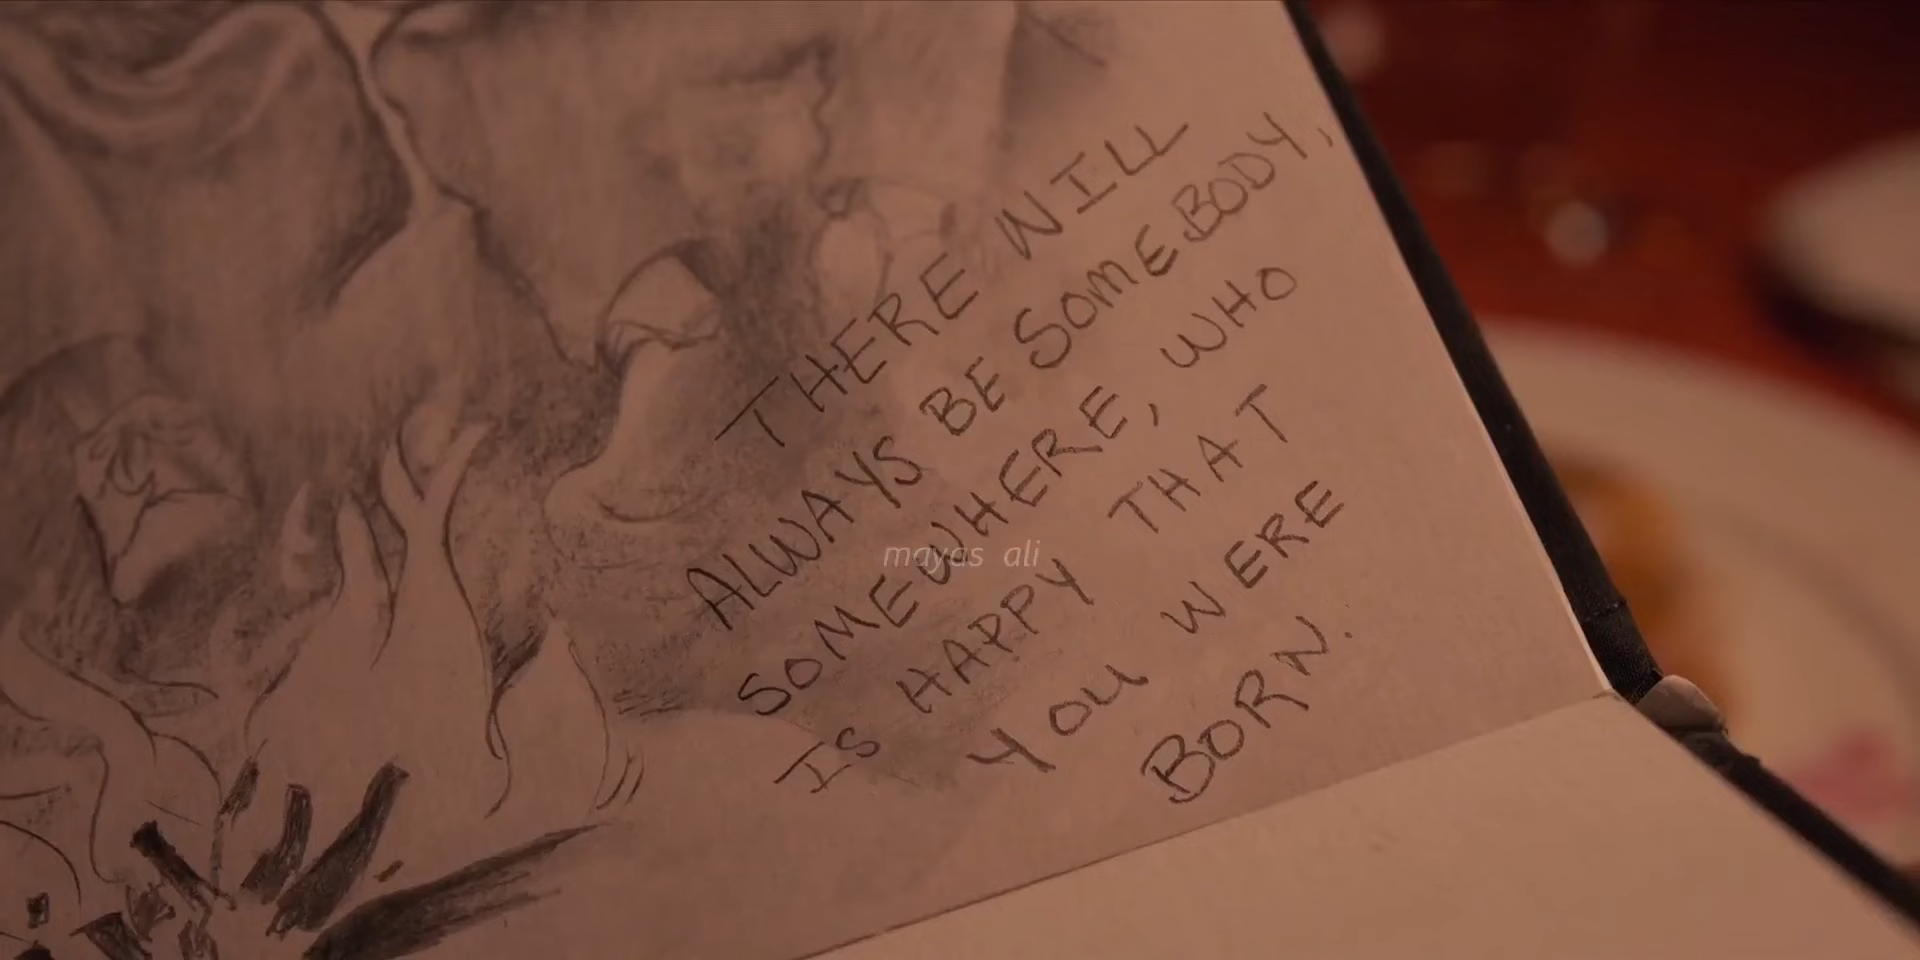 THERE WILL
ALWAYS BE SOMEBODY,
SOMEWHERE, WHO
IS HAPPY THAT
YOU WERE
BORN.
mayas ali